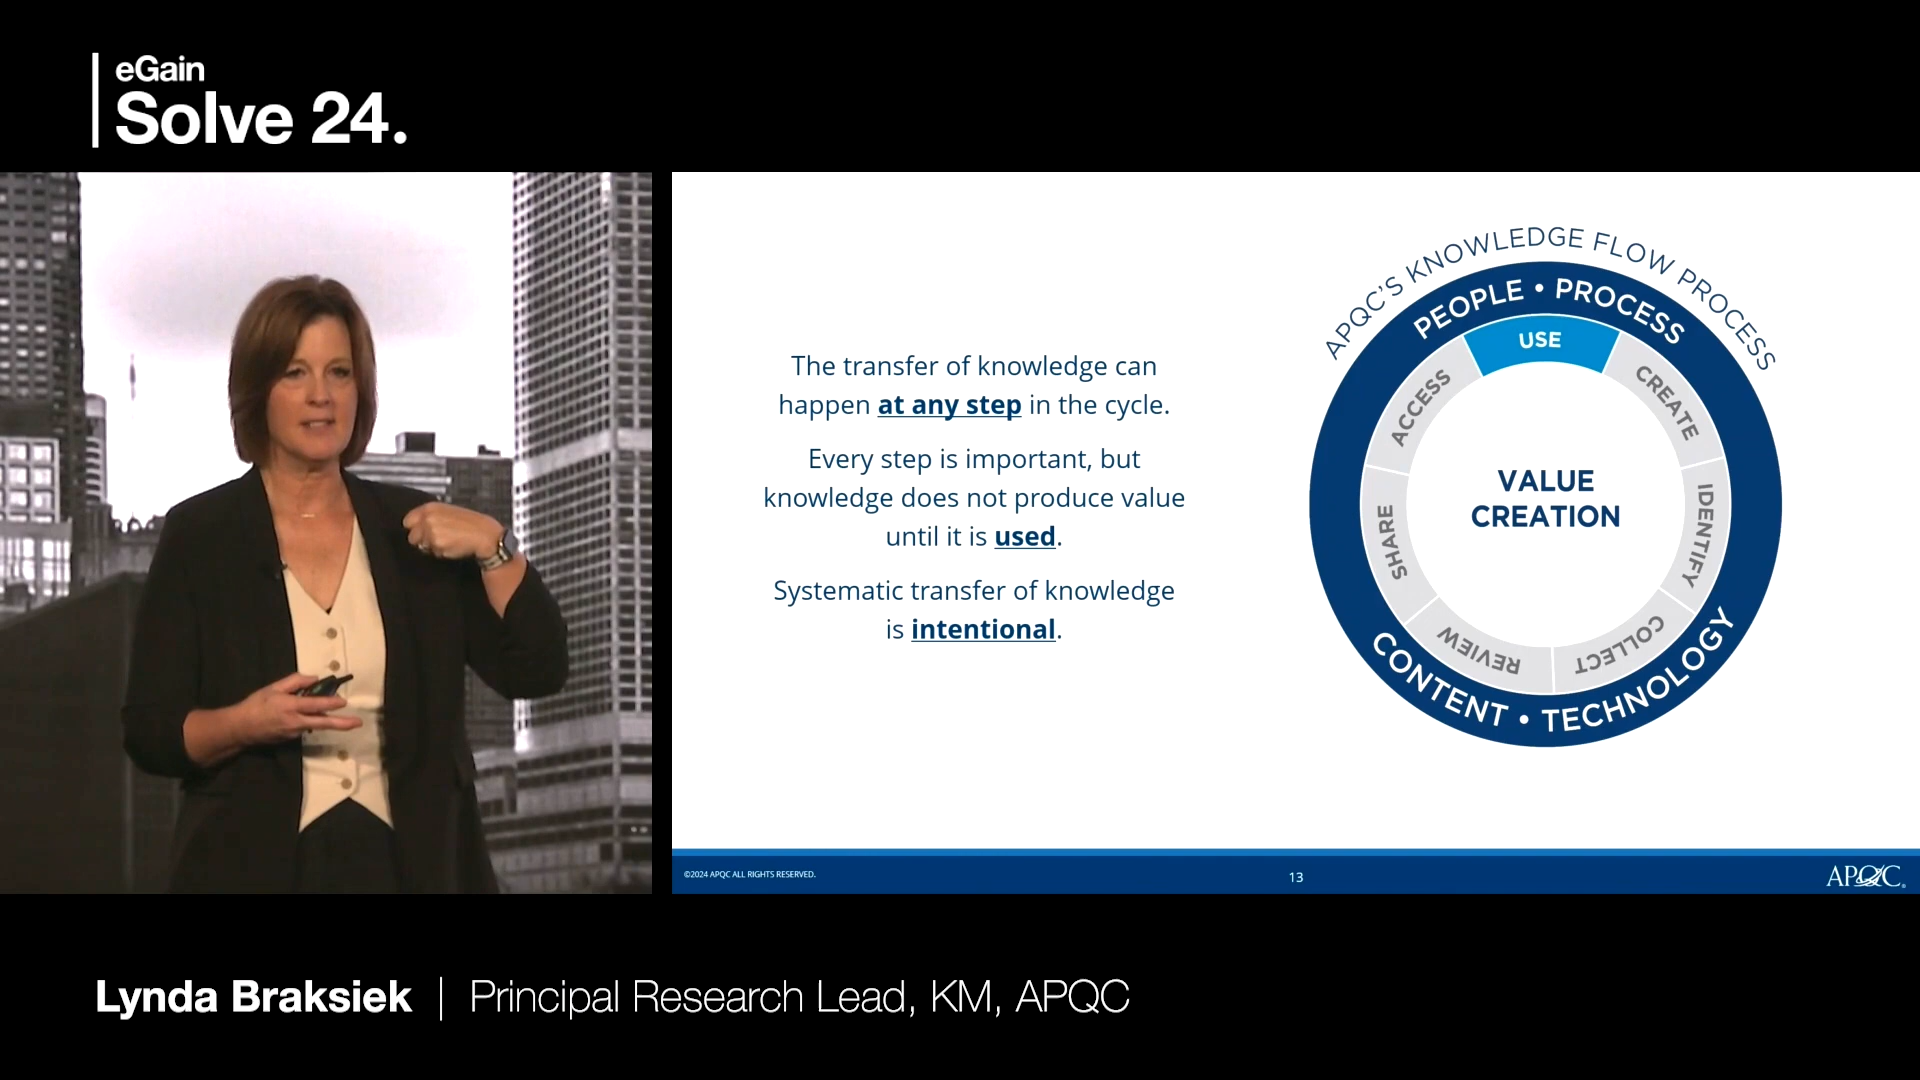 eGain
Solve 24.
The transfer of knowledge can
happen at any step in the cycle.
Every step is important, but
knowledge does not produce value
until it is used.
Systematic transfer of knowledge
is intentional.
APQC'S KNOWLEDGE FLOW PROCESS
PEOPLE • PROCESS
USE
CREATE
IDENTIFY
COLLECT
REVIEW
SHARE
ACCESS
VALUE
CREATION
CONTENT • TECHNOLOGY
©2024 APQC ALL RIGHTS RESERVED.
13
APQC®
Lynda Braksiek | Principal Research Lead, KM, APQC